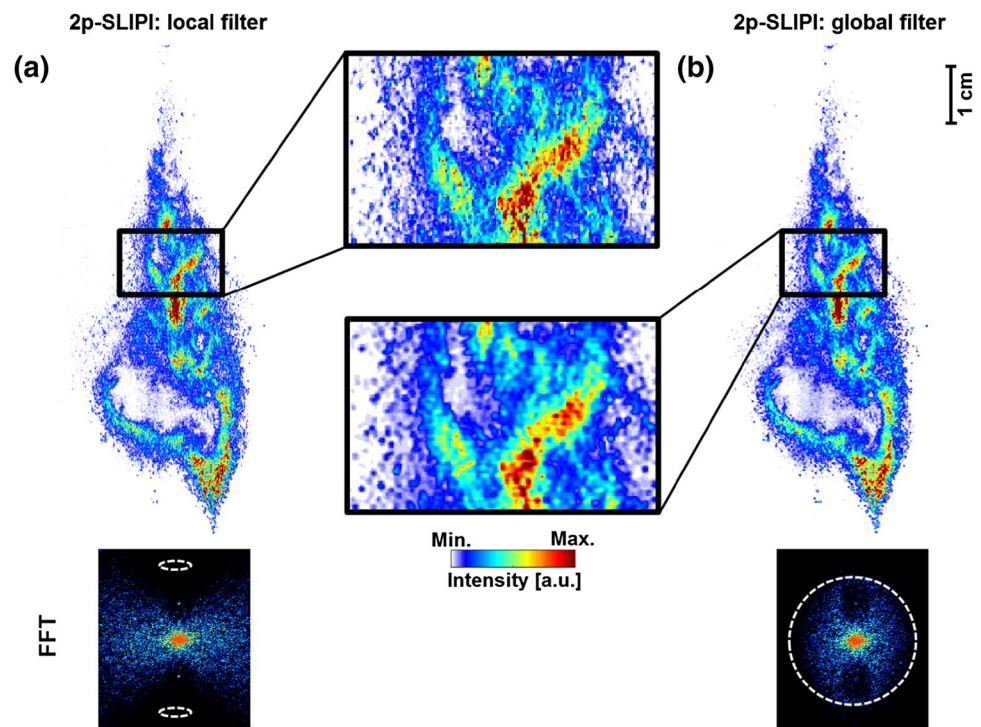 2p-SLIPI: local filter
2p-SLIPI: global filter
(a)
(b)
1 cm
Min.
Max.
Intensity [a.u.]
FFT